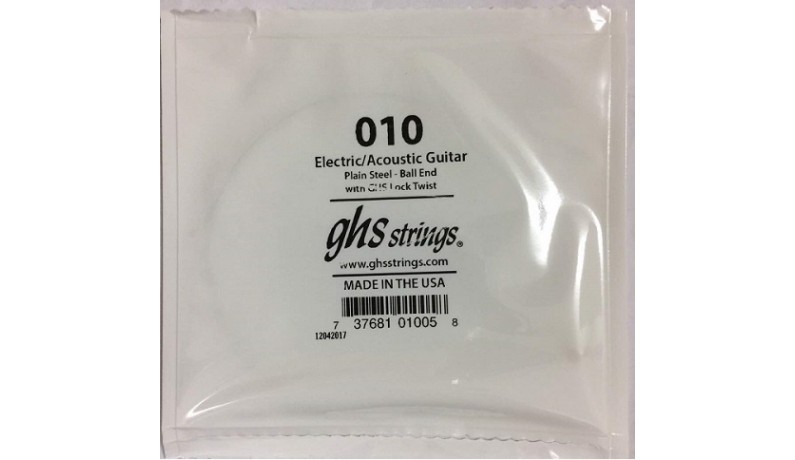 010
Electric/Acoustic Guitar
Plain Steel - Ball End
with GHS Lock Twist
ghs strings®
www.ghsstrings.com
MADE IN THE USA
7 37681 01005 8
12042017